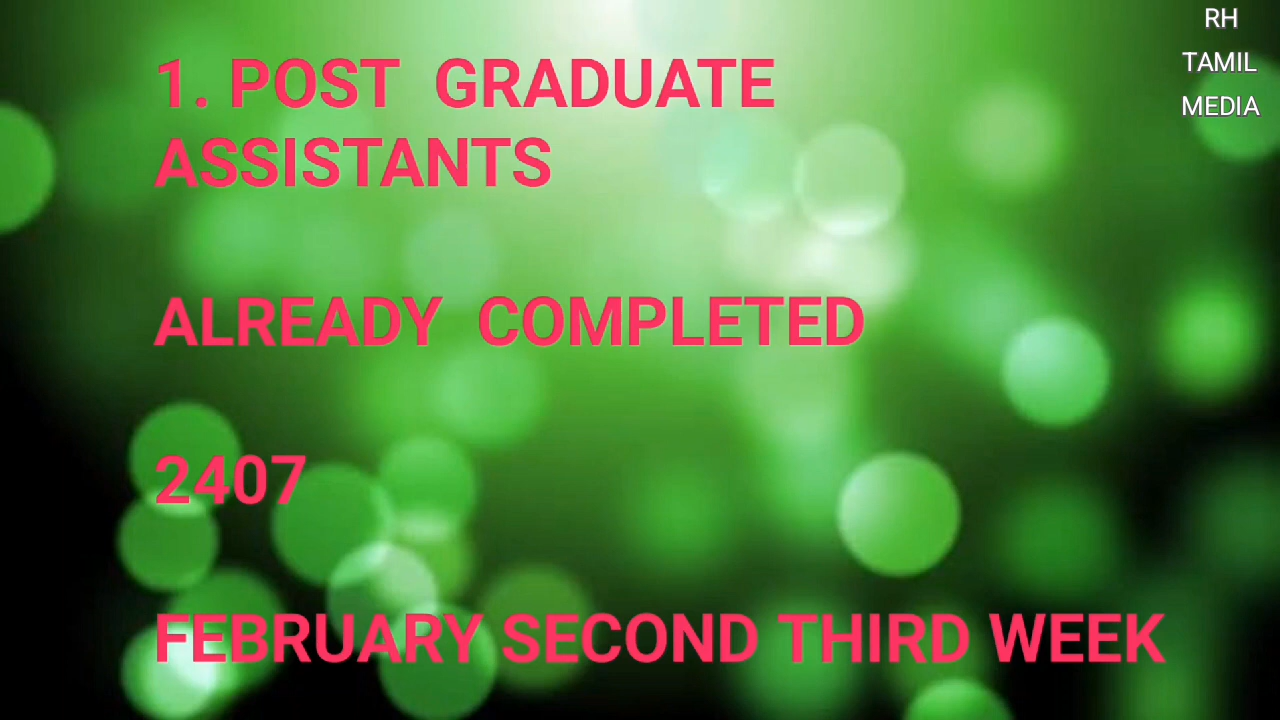 1. POST GRADUATE
ASSISTANTS
ALREADY COMPLETED
2407
FEBRUARY SECOND THIRD WEEK
RH
TAMIL
MEDIA